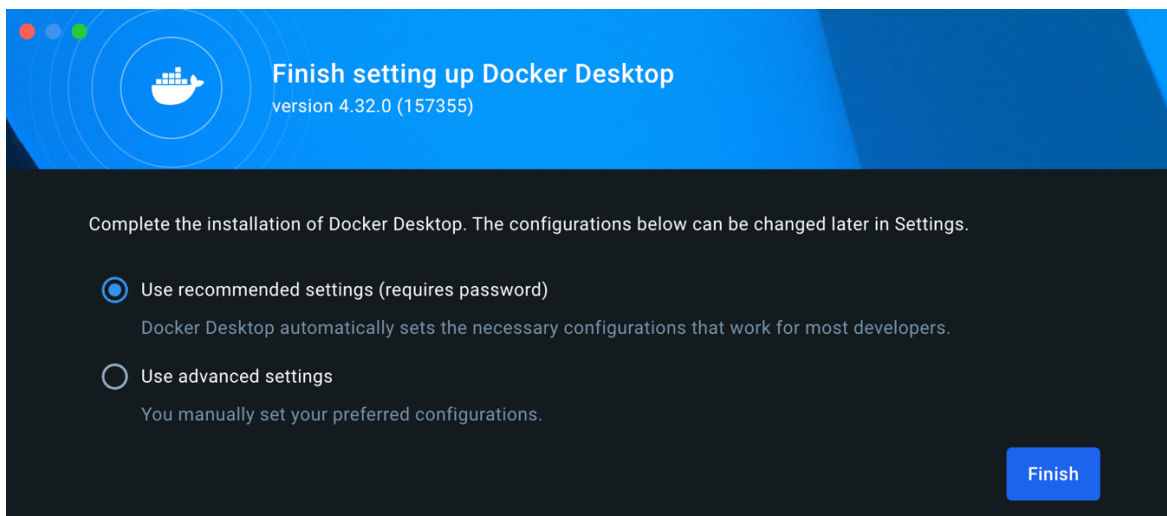 Finish setting up Docker Desktop
version 4.32.0 (157355)
Complete the installation of Docker Desktop. The configurations below can be changed later in Settings.
Use recommended settings (requires password)
Docker Desktop automatically sets the necessary configurations that work for most developers.
Use advanced settings
You manually set your preferred configurations.
Finish